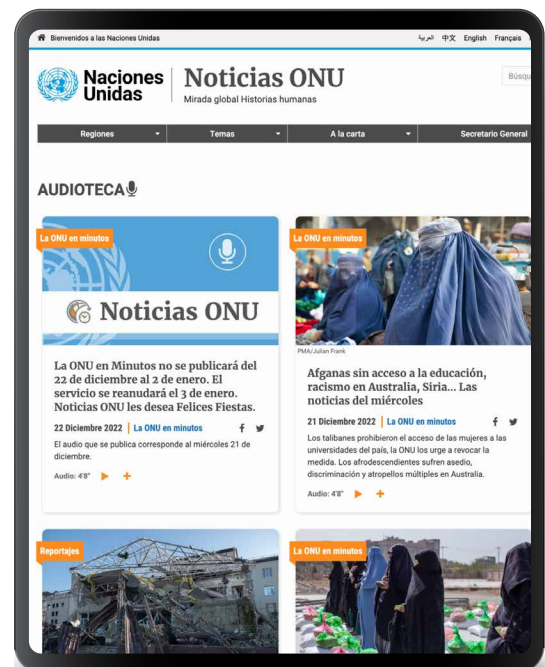 Bienvenidos a las Naciones Unidas
العربية 中文 English Français
Naciones
Unidas
Noticias ONU
Mirada global Historias humanas
Búsqu
Regiones Temas A la carta Secretario General
AUDIOTECA
La ONU en minutos
Noticias ONU
La ONU en Minutos no se publicará del
22 de diciembre al 2 de enero. El
servicio se reanudará el 3 de enero.
Noticias ONU les desea Felices Fiestas.
22 Diciembre 2022 | La ONU en minutos
El audio que se publica corresponde al miércoles 21 de
diciembre.
Audio: 4'8"
La ONU en minutos
PMA/Julian Frank
Afganas sin acceso a la educación,
racismo en Australia, Siria... Las
noticias del miércoles
21 Diciembre 2022 | La ONU en minutos
Los talibanes prohibieron el acceso de las mujeres a las
universidades del país, la ONU los urge a revocar la
medida. Los afrodescendientes sufren asedio,
discriminación y atropellos múltiples en Australia.
Audio: 4'8"
Reportajes
La ONU en minutos